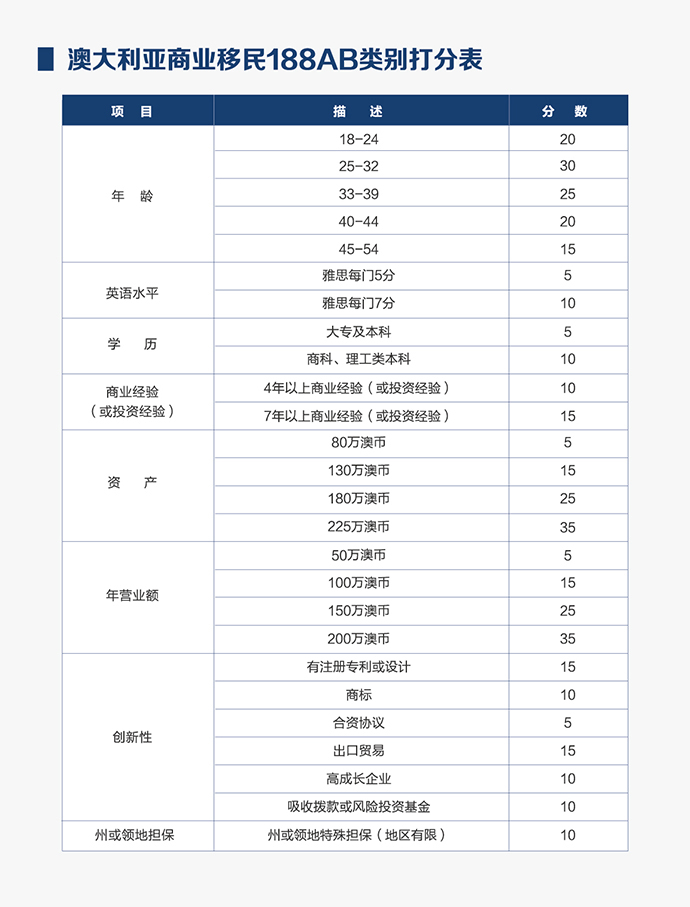 澳大利亚商业移民188AB类别打分表
项 目 描 述 分 数
年 龄
18-24 20
25-32 30
33-39 25
40-44 20
45-54 15
英语水平
雅思每门5分 5
雅思每门7分 10
学 历
大专及本科 5
商科、理工类本科 10
商业经验
（或投资经验）
4年以上商业经验（或投资经验） 10
7年以上商业经验（或投资经验） 15
资 产
80万澳币 5
130万澳币 15
180万澳币 25
225万澳币 35
年营业额
50万澳币 5
100万澳币 15
150万澳币 25
200万澳币 35
创新性
有注册专利或设计 15
商标 10
合资协议 5
出口贸易 15
高成长企业 10
吸收拨款或风险投资基金 10
州或领地担保 州或领地特殊担保（地区有限） 10